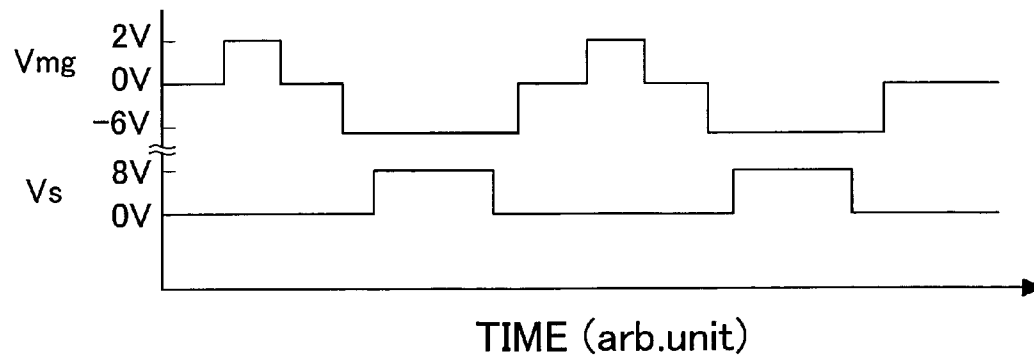 2V
Vmg
0V
-6V
8V
Vs
0V
TIME (arb.unit)